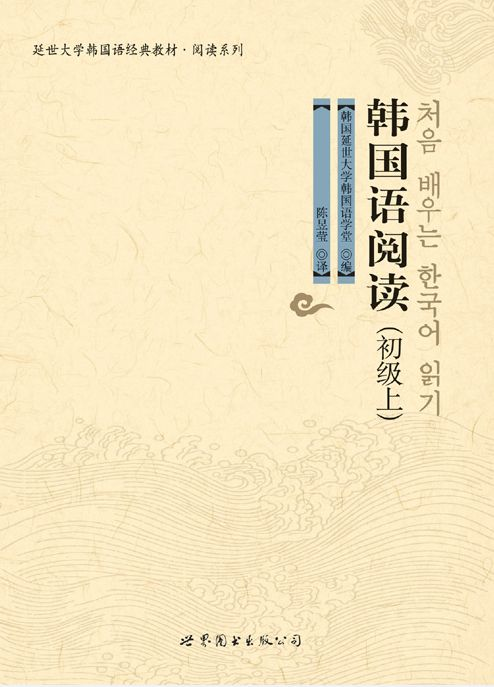 延世大学韩国语经典教材·阅读系列
처음 배우는 한국어 읽기
韩国语阅读(初级上)
韩国延世大学韩国语学堂 ◎ 编
陈昱莹 ◎ 译
世界图书出版公司